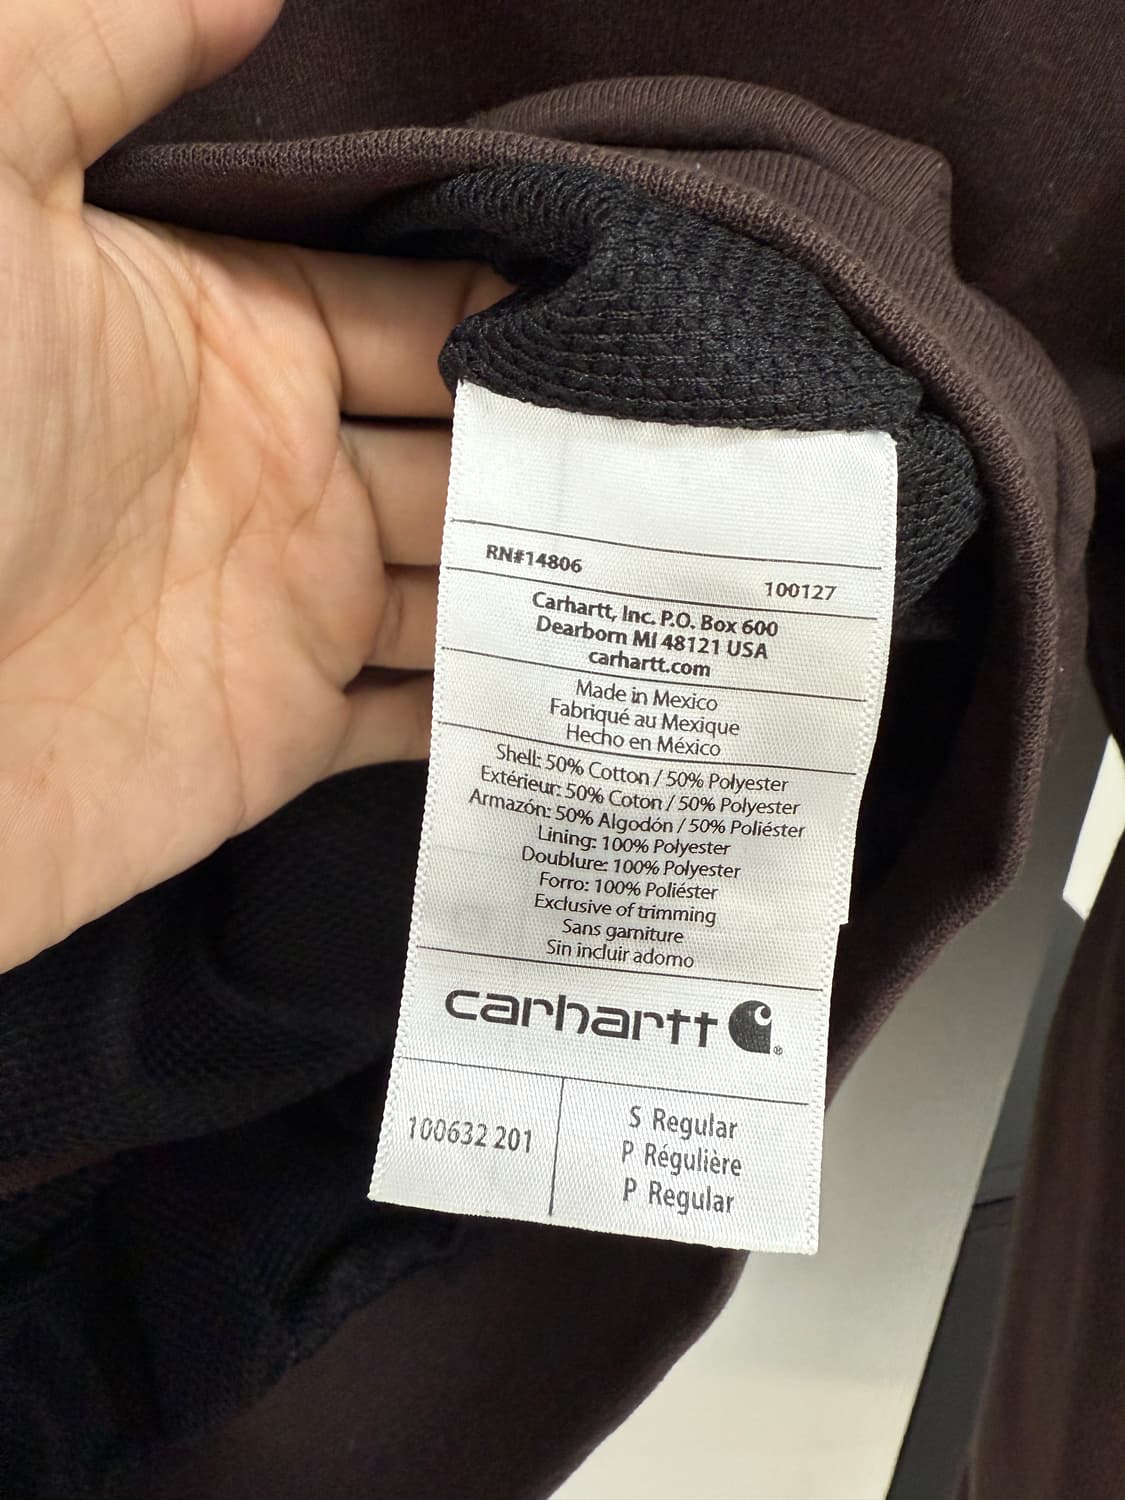 RN#14806
100127
Carhartt, Inc. P.O. Box 600
Dearborn MI 48121 USA
carhartt.com
Made in Mexico
Fabriqué au Mexique
Hecho en México
Shell: 50% Cotton / 50% Polyester
Extérieur: 50% Coton / 50% Polyester
Armazón: 50% Algodón / 50% Poliéster
Lining: 100% Polyester
Doublure: 100% Polyester
Forro: 100% Poliéster
Exclusive of trimming
Sans garniture
Sin incluir adorno
carhartt ®
100632 201
S Regular
P Régulière
P Regular